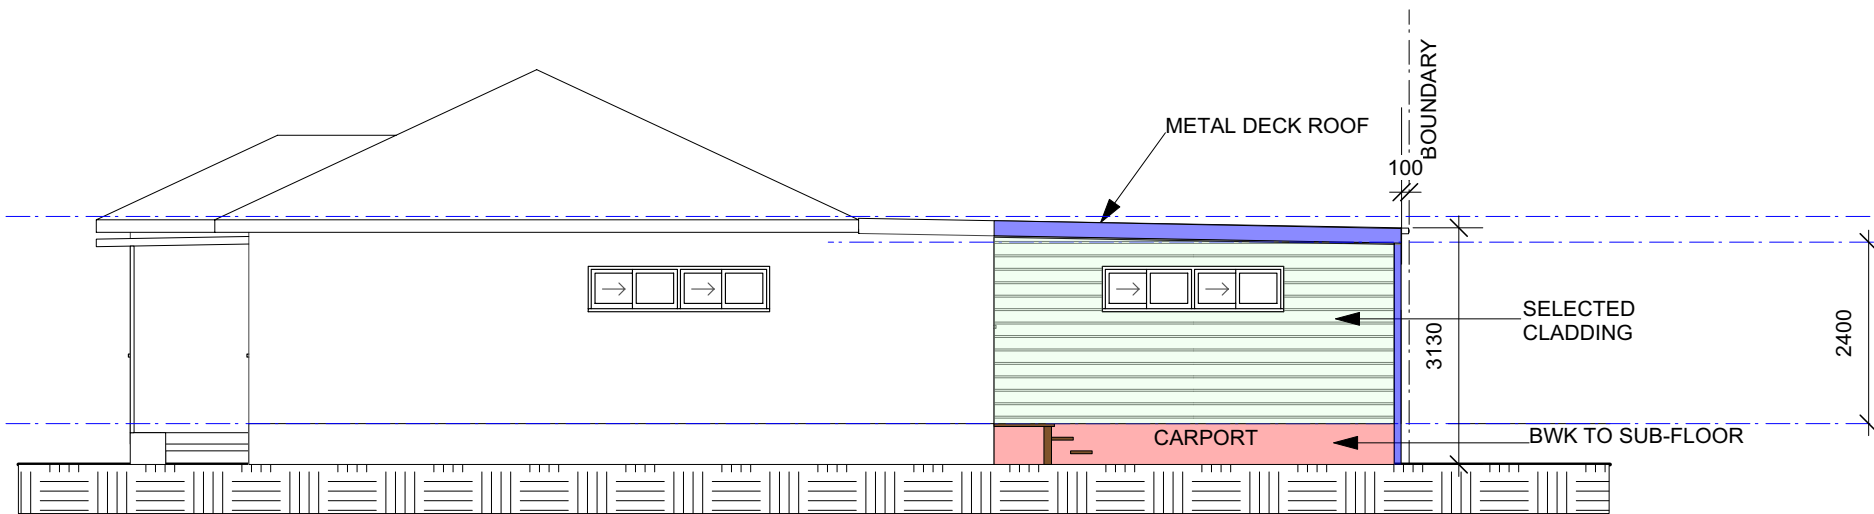 BOUNDARY
METAL DECK ROOF
100
SELECTED
CLADDING
3130
2400
CARPORT
BWK TO SUB-FLOOR